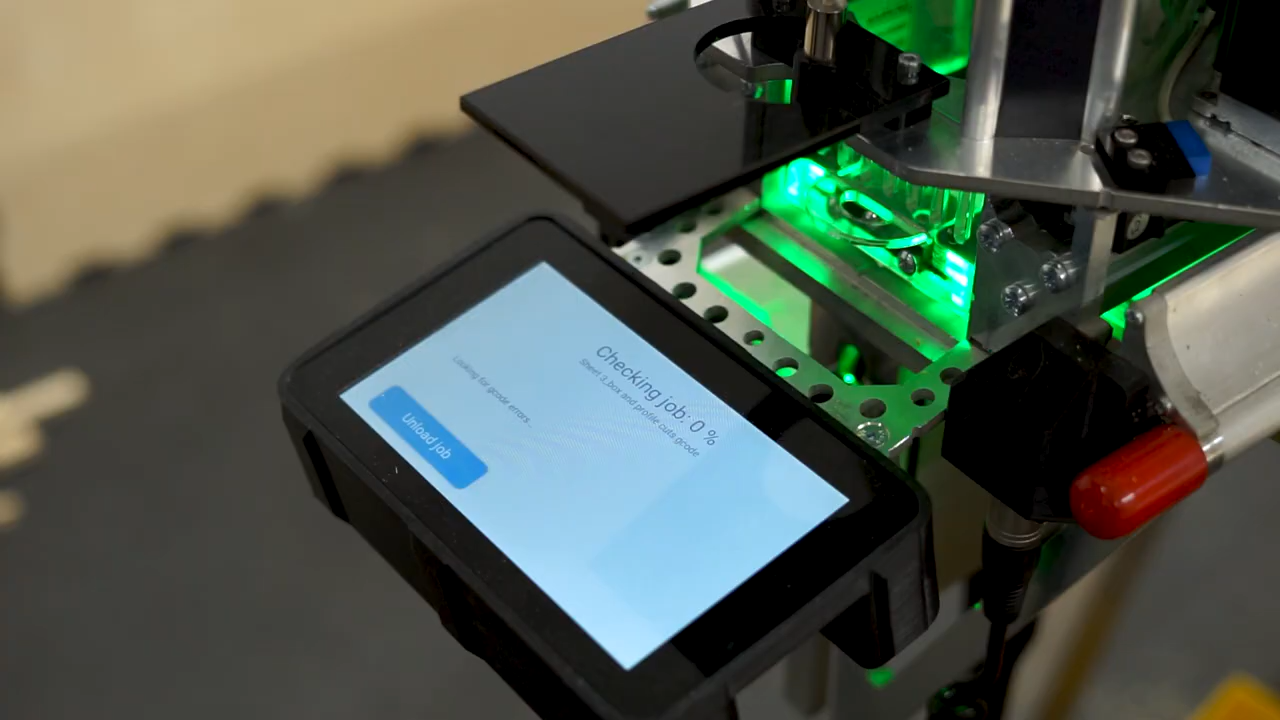 Checking job: 0 %
Sheet 3_box and profile cuts.gcode
Looking for gcode errors...
Unload job